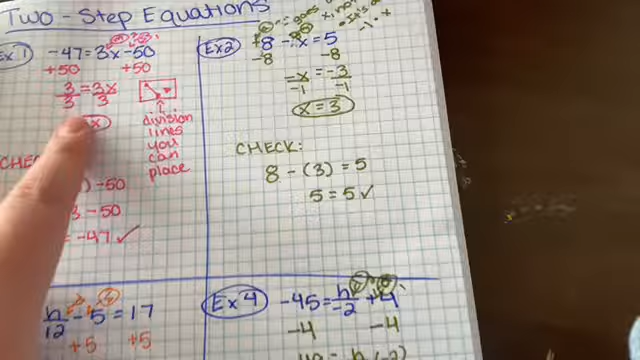 Two-Step Equations
Ex 1
-47 = 3x - 50
+50 +50
3 = 3x
3 3
x
division
lines
you
can
place
CHEC
) - 50
3 - 50
= -47 ✓
Ex 2
+8 - x = 5
-8 -8
-x = -3
-1 -1
x = 3
CHECK:
8 - (3) = 5
5 = 5 ✓
h/12 - 5 = 17
+5 +5
Ex 4
-45 = h/-2 + 4
-4 -4